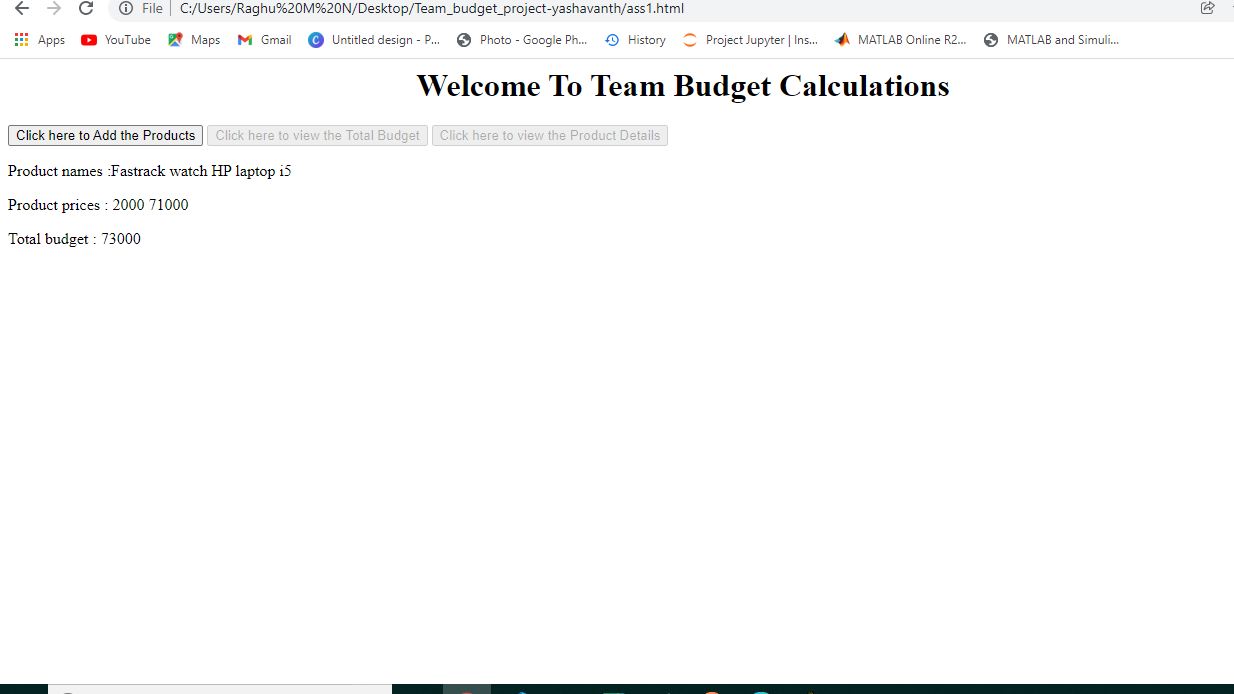 File C:/Users/Raghu%20M%20N/Desktop/Team_budget_project-yashavanth/ass1.html
Apps YouTube Maps Gmail Untitled design - P... Photo - Google Ph... History Project Jupyter | Ins... MATLAB Online R2... MATLAB and Simuli...
Welcome To Team Budget Calculations
Click here to Add the Products Click here to view the Total Budget Click here to view the Product Details
Product names :Fastrack watch HP laptop i5
Product prices : 2000 71000
Total budget : 73000